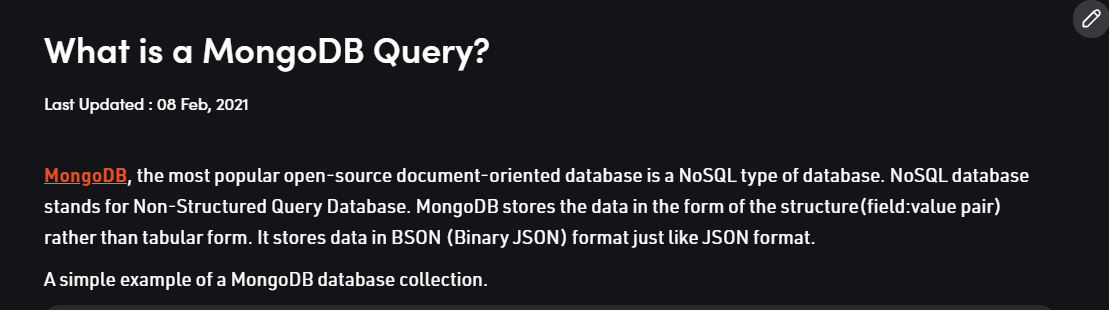 What is a MongoDB Query?
Last Updated : 08 Feb, 2021
MongoDB, the most popular open-source document-oriented database is a NoSQL type of database. NoSQL database
stands for Non-Structured Query Database. MongoDB stores the data in the form of the structure(field:value pair)
rather than tabular form. It stores data in BSON (Binary JSON) format just like JSON format.
A simple example of a MongoDB database collection.